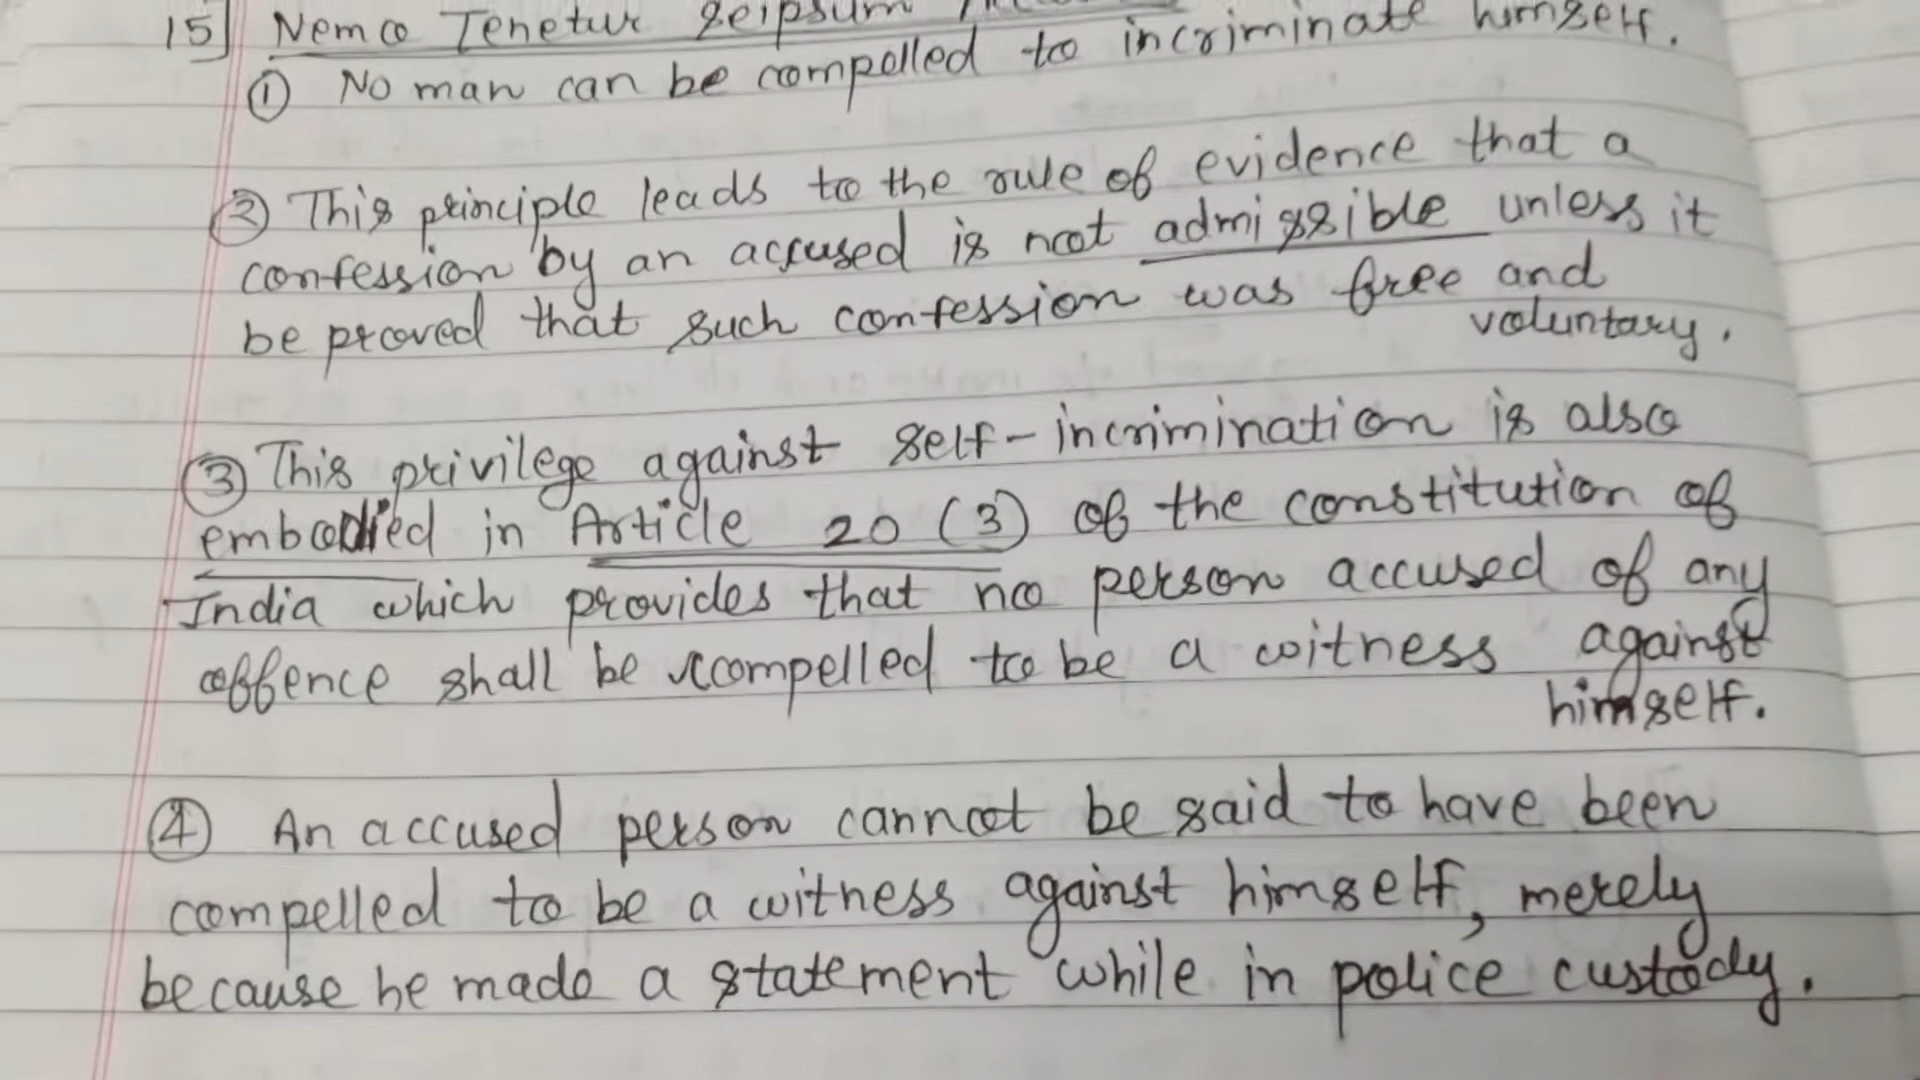 15] Nemo Tenetur seipsum
① No man can be compelled to incriminate himself.
② This principle leads to the rule of evidence that a
confession by an accused is not admissible unless it
be proved that such confession was free and
voluntary.
③ This privilege against self-incrimination is also
embodied in Article 20 (3) of the constitution of
India which provides that no person accused of any
offence shall be compelled to be a witness against
himself.
④ An accused person cannot be said to have been
compelled to be a witness against himself, merely
because he made a statement while in police custody.